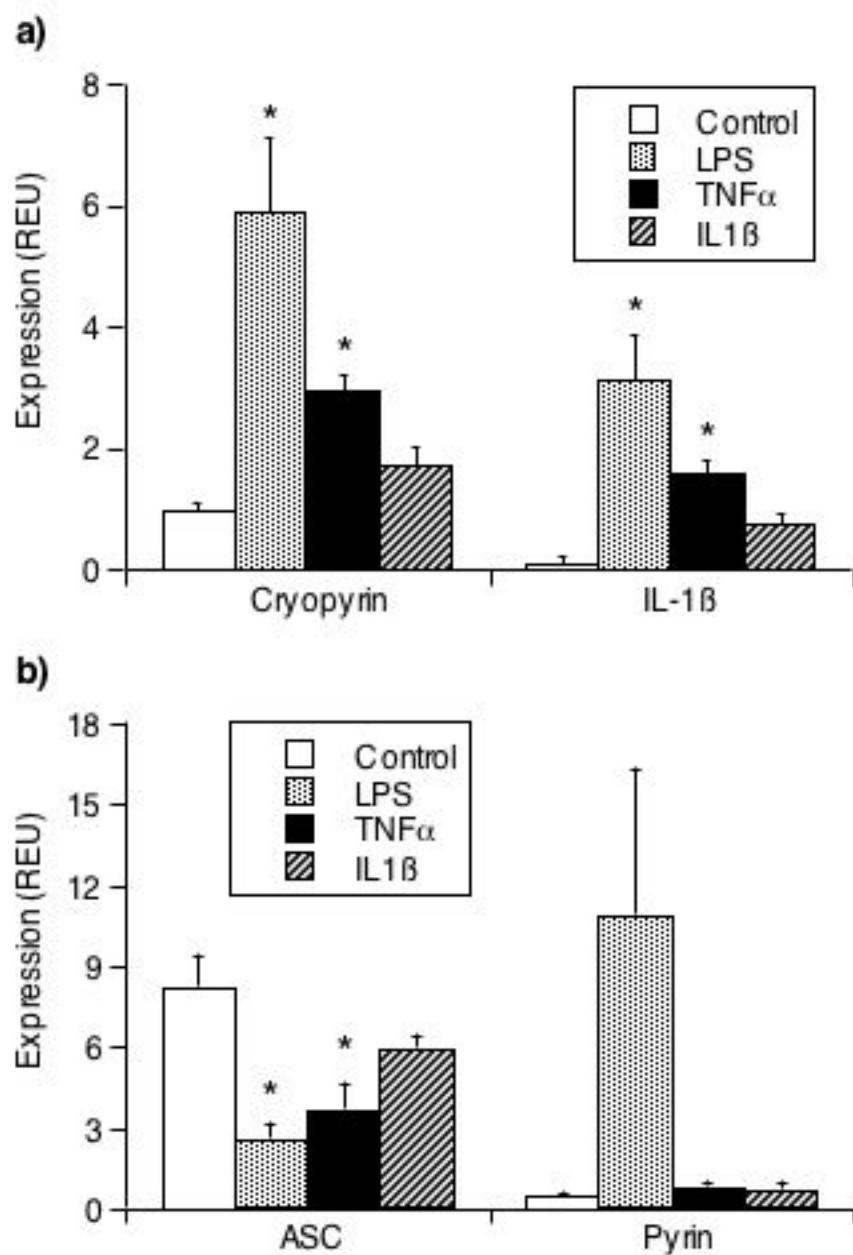 a)
Expression (REU)
8
6
4
2
0
Control
LPS
TNFα
IL1ß
*
*
*
*
Cryopyrin
IL-1ß
b)
Expression (REU)
18
15
12
9
6
3
0
Control
LPS
TNFα
IL1ß
*
*
ASC
Pyrin